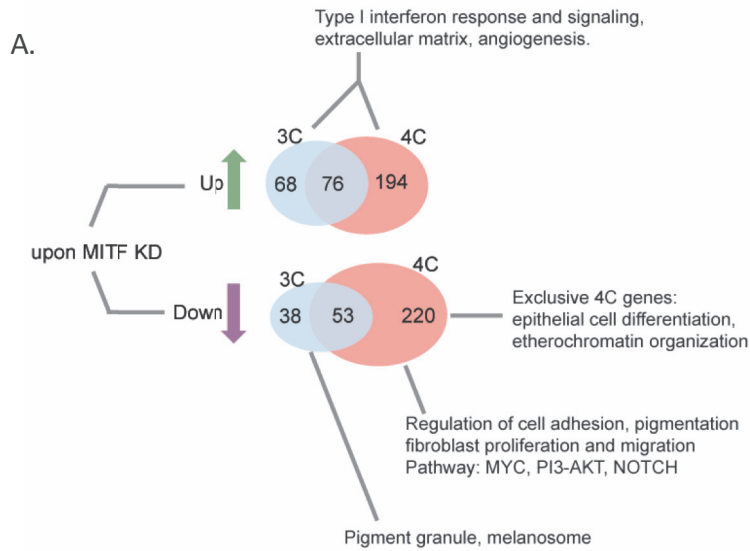 A.
Type I interferon response and signaling,
extracellular matrix, angiogenesis.
3C
4C
Up
68
76
194
upon MITF KD
3C
4C
Down
38
53
220
Exclusive 4C genes:
epithelial cell differentiation,
etherochromatin organization
Regulation of cell adhesion, pigmentation
fibroblast proliferation and migration
Pathway: MYC, PI3-AKT, NOTCH
Pigment granule, melanosome